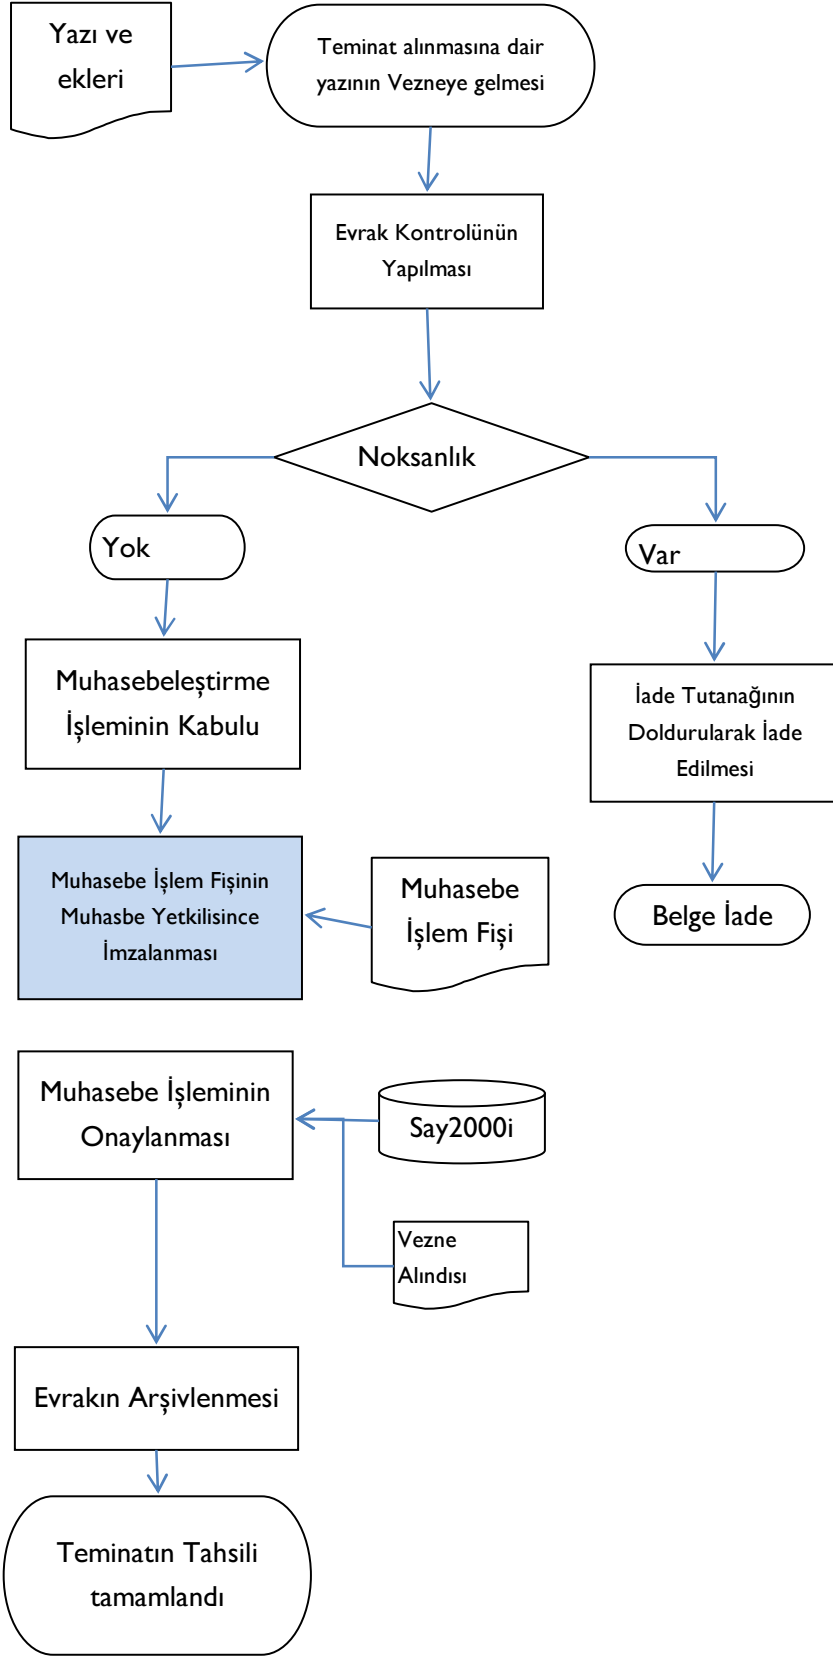 Yazı ve
ekleri
Teminat alınmasına dair
yazının Vezneye gelmesi
Evrak Kontrolünün
Yapılması
Noksanlık
Yok
Var
Muhasebeleştirme
İşleminin Kabulu
İade Tutanağının
Doldurularak İade
Edilmesi
Muhasebe İşlem Fişinin
Muhasbe Yetkilisince
İmzalanması
Muhasebe
İşlem Fişi
Belge İade
Muhasebe İşleminin
Onaylanması
Say2000i
Vezne
Alındısı
Evrakın Arşivlenmesi
Teminatın Tahsili
tamamlandı